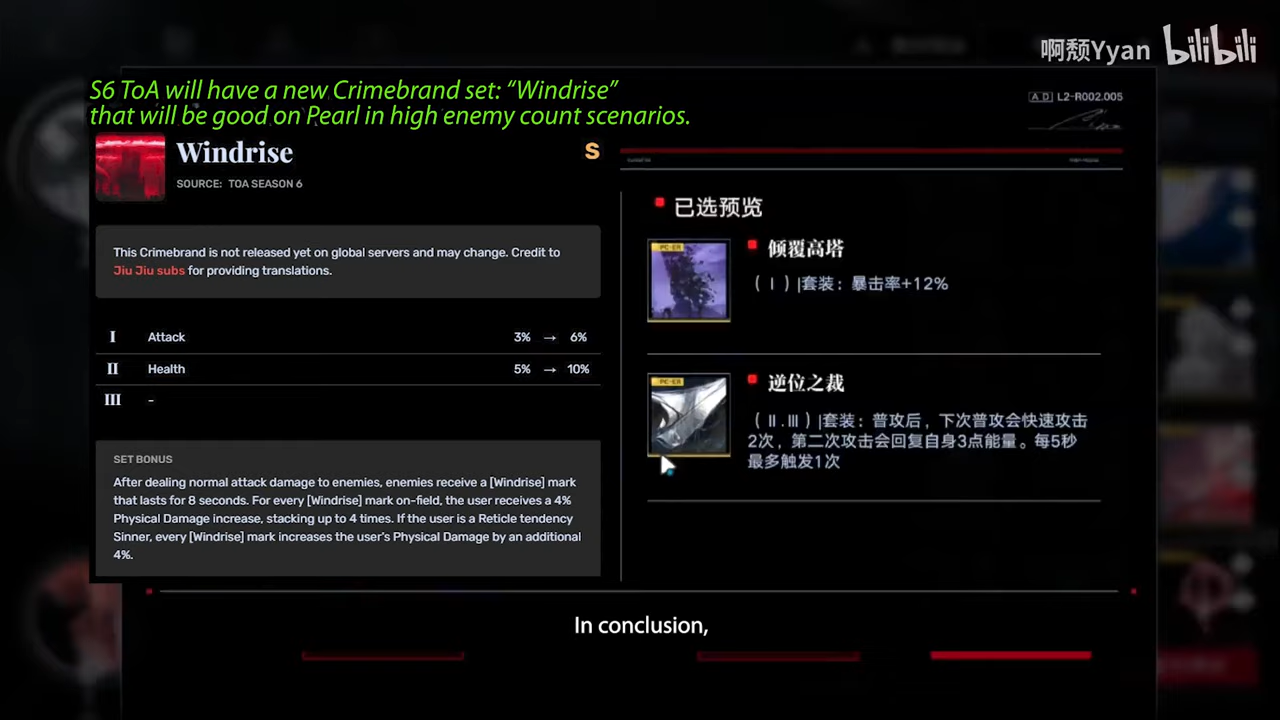 啊颓Yyan bilibili
S6 ToA will have a new Crimebrand set: “Windrise”
that will be good on Pearl in high enemy count scenarios.
AD L2-R002.005
Windrise
S
SOURCE: TOA SEASON 6
This Crimebrand is not released yet on global servers and may change. Credit to
Jiu Jiu subs for providing translations.
I Attack 3% → 6%
II Health 5% → 10%
III -
SET BONUS
After dealing normal attack damage to enemies, enemies receive a [Windrise] mark
that lasts for 8 seconds. For every [Windrise] mark on-field, the user receives a 4%
Physical Damage increase, stacking up to 4 times. If the user is a Reticle tendency
Sinner, every [Windrise] mark increases the user's Physical Damage by an additional
4%.
已选预览
PC-ER
倾覆高塔
(Ⅰ)|套装：暴击率+12%
PC-ER
逆位之裁
(Ⅱ.Ⅲ)|套装：普攻后，下次普攻会快速攻击
2次，第二次攻击会回复自身3点能量。每5秒
最多触发1次
In conclusion,